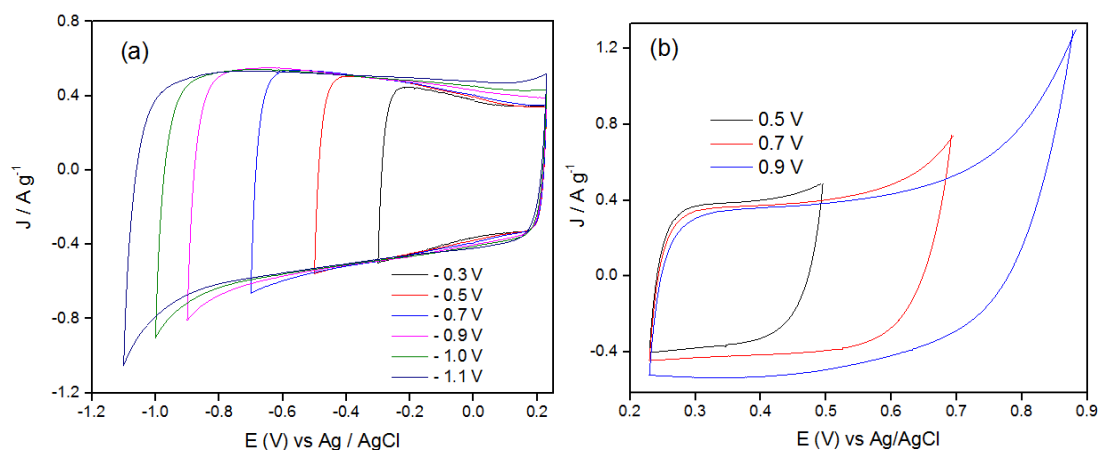 (a)
0.8
0.4
0.0
-0.4
-0.8
-1.2
J / A g⁻¹
- 0.3 V
- 0.5 V
- 0.7 V
- 0.9 V
- 1.0 V
- 1.1 V
-1.2 -1.0 -0.8 -0.6 -0.4 -0.2 0.0 0.2
E (V) vs Ag / AgCl
(b)
1.2
0.8
0.4
0.0
-0.4
J / A g⁻¹
0.5 V
0.7 V
0.9 V
0.2 0.3 0.4 0.5 0.6 0.7 0.8 0.9
E (V) vs Ag/AgCl